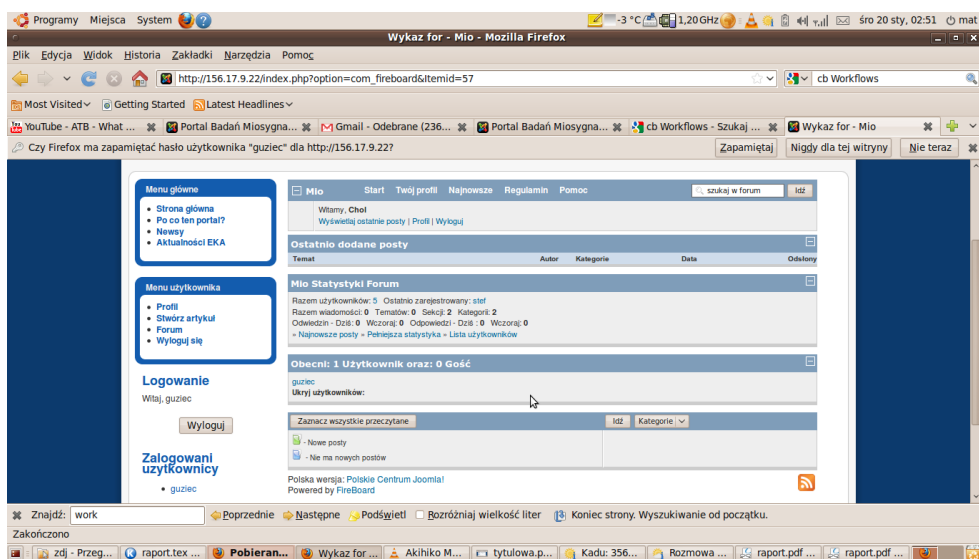 Programy Miejsca System -3 °C 1,20 GHz śro 20 sty, 02:51 mat
Wykaz for - Mio - Mozilla Firefox
Plik Edycja Widok Historia Zakładki Narzędzia Pomoc
http://156.17.9.22/index.php?option=com_fireboard&Itemid=57 cb Workflows
Most Visited Getting Started Latest Headlines
YouTube - ATB - What ... Portal Badań Miosygna... Gmail - Odebrane (236... Portal Badań Miosygna... cb Workflows - Szukaj ... Wykaz for - Mio
Czy Firefox ma zapamiętać hasło użytkownika "guziec" dla http://156.17.9.22? Zapamiętaj Nigdy dla tej witryny Nie teraz
Menu główne
Strona główna
Po co ten portal?
Newsy
Aktualności EKA
Menu użytkownika
Profil
Stwórz artykuł
Forum
Wyloguj się
Logowanie
Witaj, guziec
Wyloguj
Zalogowani
uzytkownicy
guziec
Mio Start Twój profil Najnowsze Regulamin Pomoc szukaj w forum Idź
Witamy, Chol
Wyświetlaj ostatnie posty | Profil | Wyloguj
Ostatnio dodane posty
Temat Autor Kategorie Data Odsłony
Mio Statystyki Forum
Razem użytkowników: 5 Ostatnio zarejestrowany: stef
Razem wiadomości: 0 Tematów: 0 Sekcji: 2 Kategorii: 2
Odwiedzin - Dziś: 0 Wczoraj: 0 Odpowiedzi - Dziś : 0 Wczoraj: 0
» Najnowsze posty » Pełniejsza statystyka » Lista użytkowników
Obecni: 1 Użytkownik oraz: 0 Gość
guziec
Ukryj użytkowników:
Zaznacz wszystkie przeczytane Idź Kategorie
- Nowe posty
- Nie ma nowych postów
Polska wersja: Polskie Centrum Joomla!
Powered by FireBoard
Znajdź: work Poprzednie Następne Podświetl Rozróżniaj wielkość liter Koniec strony. Wyszukiwanie od początku.
Zakończono
zdj - Przeg... raport.tex ... Pobieran... Wykaz for ... Akihiko M... tytulowa.p... Kadu: 356... Rozmowa ... raport.pdf ... raport.pdf ...